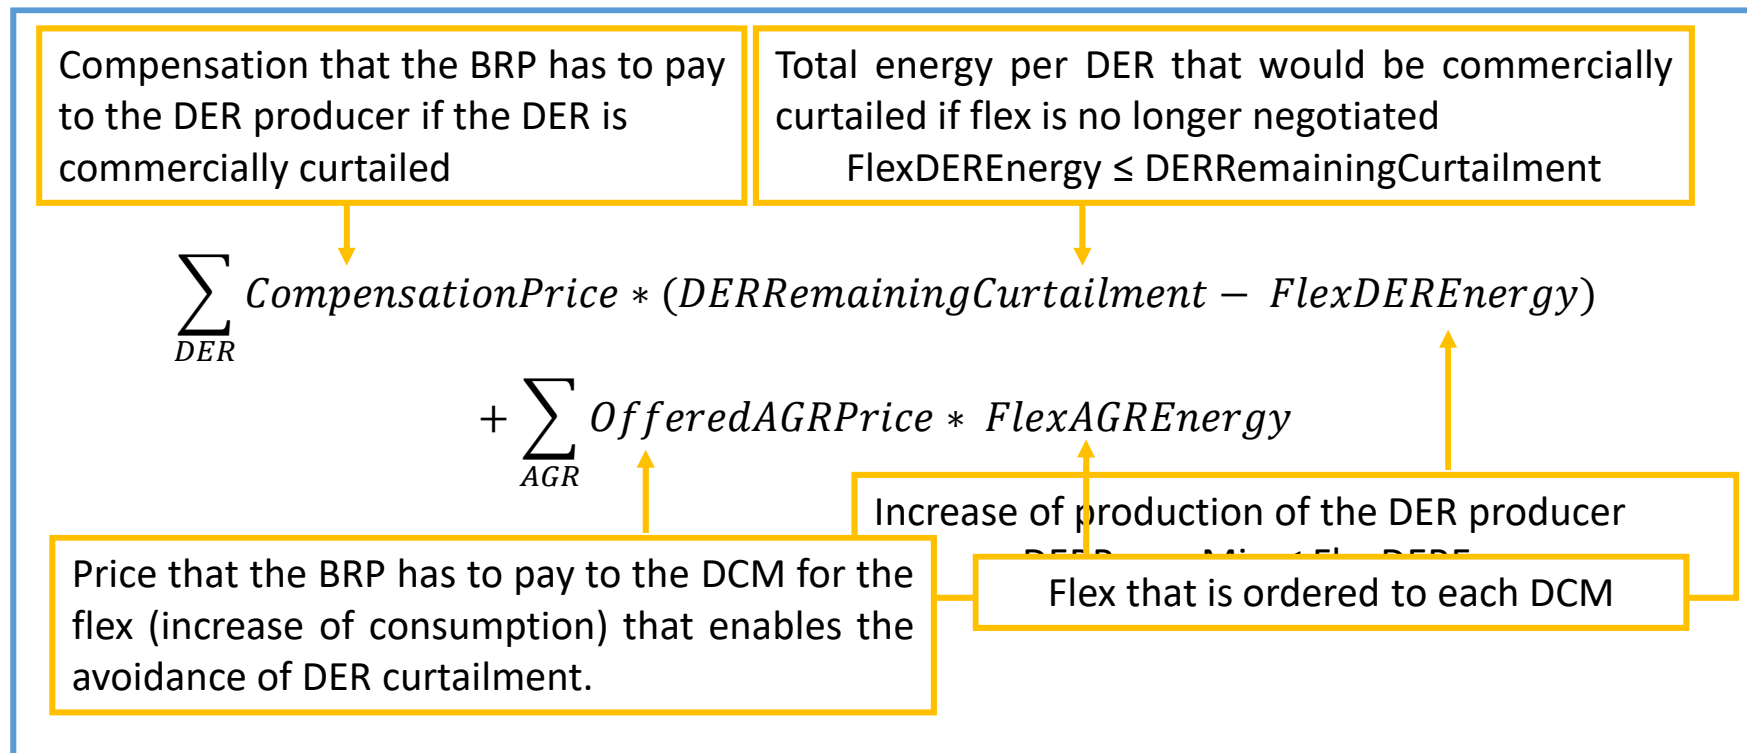 Compensation that the BRP has to pay
to the DER producer if the DER is
commercially curtailed
Total energy per DER that would be commercially
curtailed if flex is no longer negotiated
FlexDEREnergy ≤ DERRemainingCurtailment
∑ CompensationPrice ∗ (DERRemainingCurtailment − FlexDEREnergy)
DER
+ ∑ OfferedAGRPrice ∗ FlexAGREnergy
AGR
Increase of production of the DER producer
Price that the BRP has to pay to the DCM for the
flex (increase of consumption) that enables the
avoidance of DER curtailment.
Flex that is ordered to each DCM